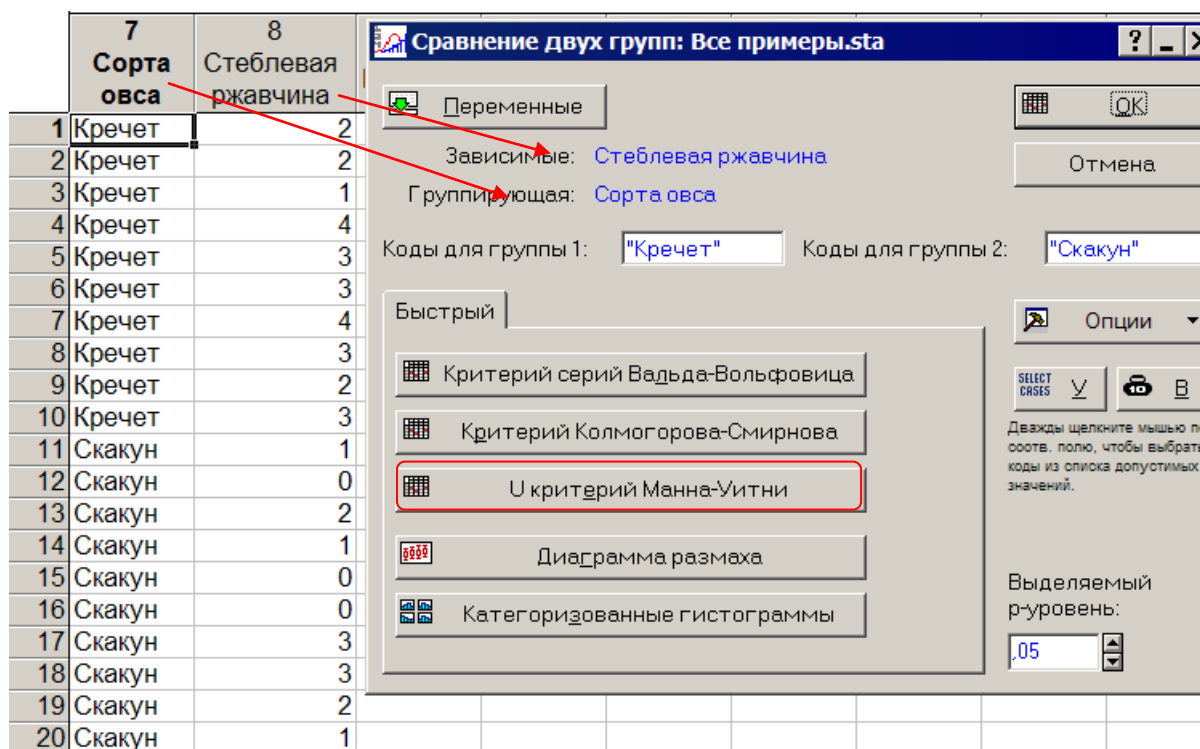 7 8
Сорта Стеблевая
овса ржавчина
1 Кречет 2
2 Кречет 2
3 Кречет 1
4 Кречет 4
5 Кречет 3
6 Кречет 3
7 Кречет 4
8 Кречет 3
9 Кречет 2
10 Кречет 3
11 Скакун 1
12 Скакун 0
13 Скакун 2
14 Скакун 1
15 Скакун 0
16 Скакун 0
17 Скакун 3
18 Скакун 3
19 Скакун 2
20 Скакун 1
Сравнение двух групп: Все примеры.sta
Переменные
OK
Зависимые: Стеблевая ржавчина
Отмена
Группирующая: Сорта овса
Коды для группы 1: "Кречет" Коды для группы 2: "Скакун"
Быстрый
Опции
Критерий серий Вальда-Вольфовица
SELECT
CASES
У
10
В
Критерий Колмогорова-Смирнова
Дважды щелкните мышью по
соотв. полю, чтобы выбрать
коды из списка допустимых
значений.
U критерий Манна-Уитни
Диаграмма размаха
Категоризованные гистограммы
Выделяемый
p-уровень:
,05